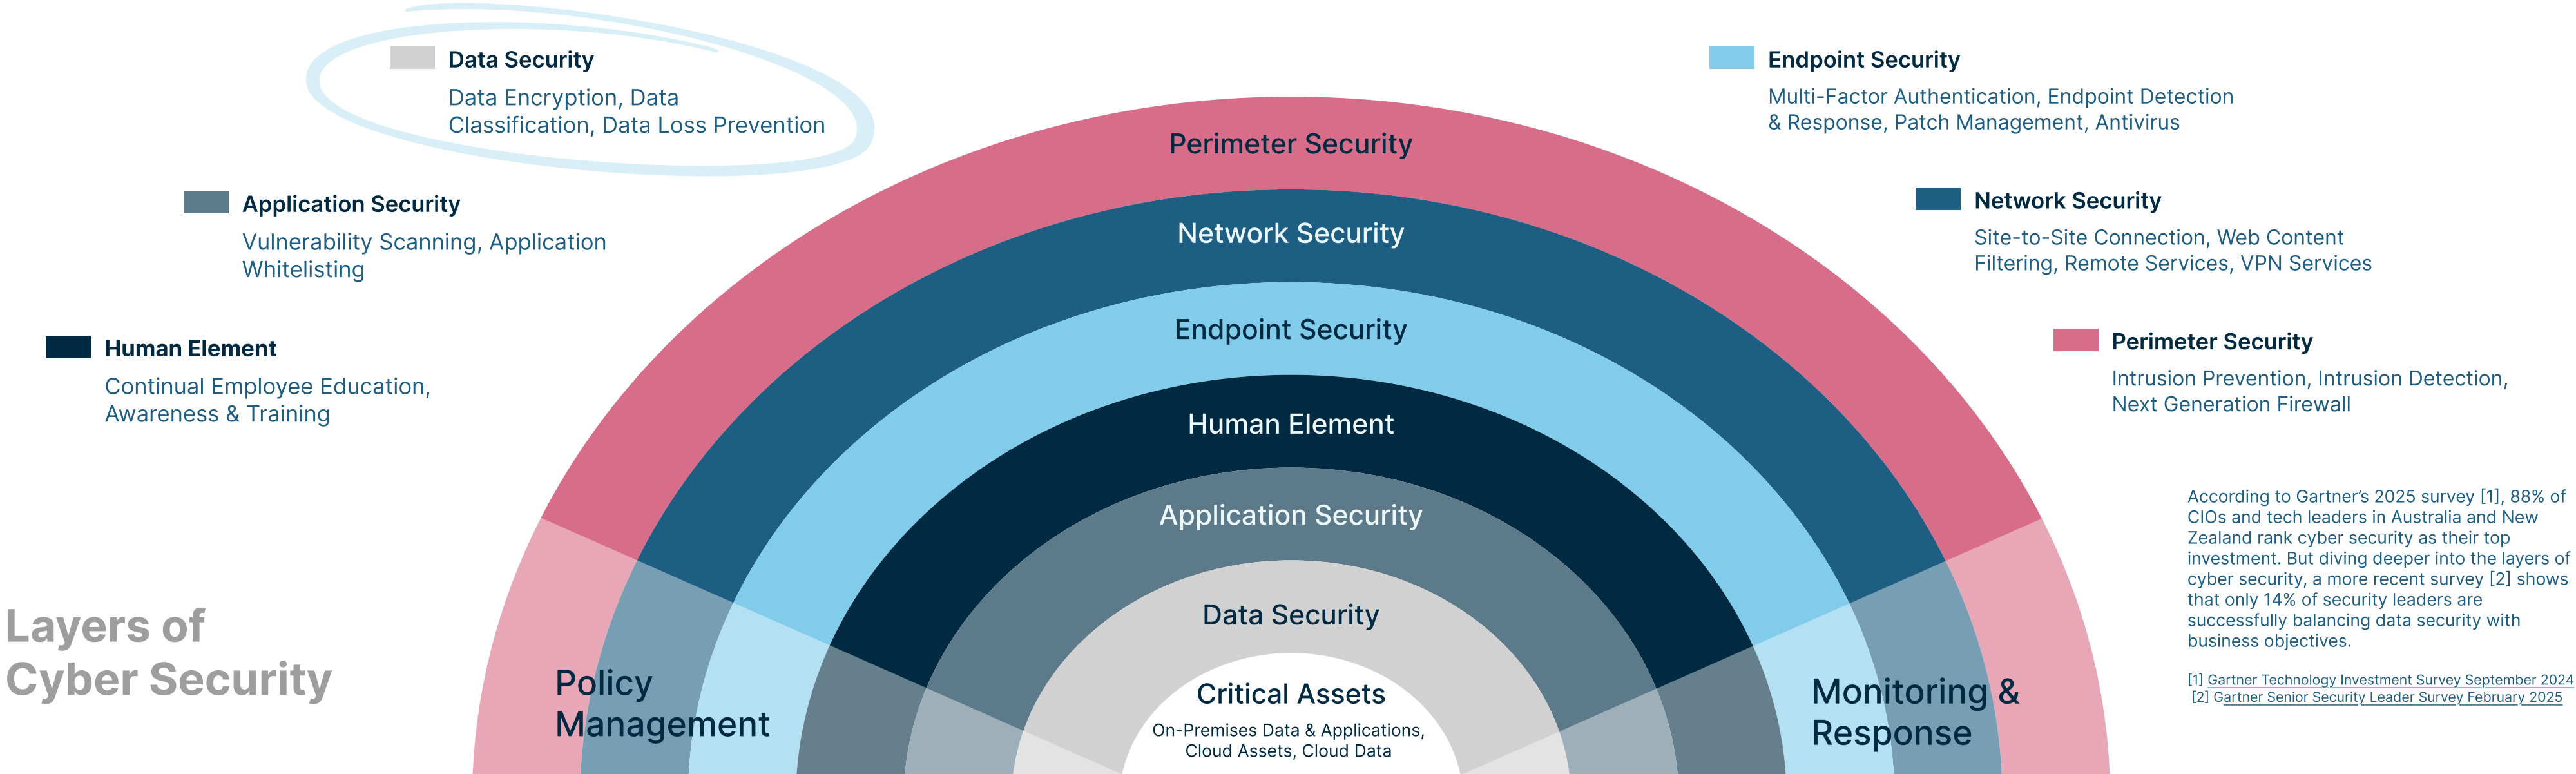 Data Security
Data Encryption, Data
Classification, Data Loss Prevention
Application Security
Vulnerability Scanning, Application
Whitelisting
Human Element
Continual Employee Education,
Awareness & Training
Layers of
Cyber Security
Perimeter Security
Network Security
Endpoint Security
Human Element
Application Security
Data Security
Critical Assets
On-Premises Data & Applications,
Cloud Assets, Cloud Data
Policy
Management
Monitoring &
Response
Endpoint Security
Multi-Factor Authentication, Endpoint Detection
& Response, Patch Management, Antivirus
Network Security
Site-to-Site Connection, Web Content
Filtering, Remote Services, VPN Services
Perimeter Security
Intrusion Prevention, Intrusion Detection,
Next Generation Firewall
According to Gartner’s 2025 survey [1], 88% of
CIOs and tech leaders in Australia and New
Zealand rank cyber security as their top
investment. But diving deeper into the layers of
cyber security, a more recent survey [2] shows
that only 14% of security leaders are
successfully balancing data security with
business objectives.
[1] Gartner Technology Investment Survey September 2024
[2] Gartner Senior Security Leader Survey February 2025